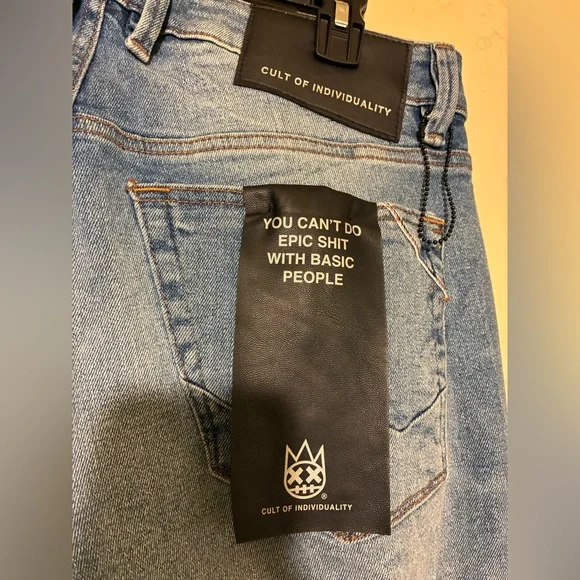 CULT OF INDIVIDUALITY
YOU CAN'T DO
EPIC SHIT
WITH BASIC
PEOPLE
®
CULT OF INDIVIDUALITY